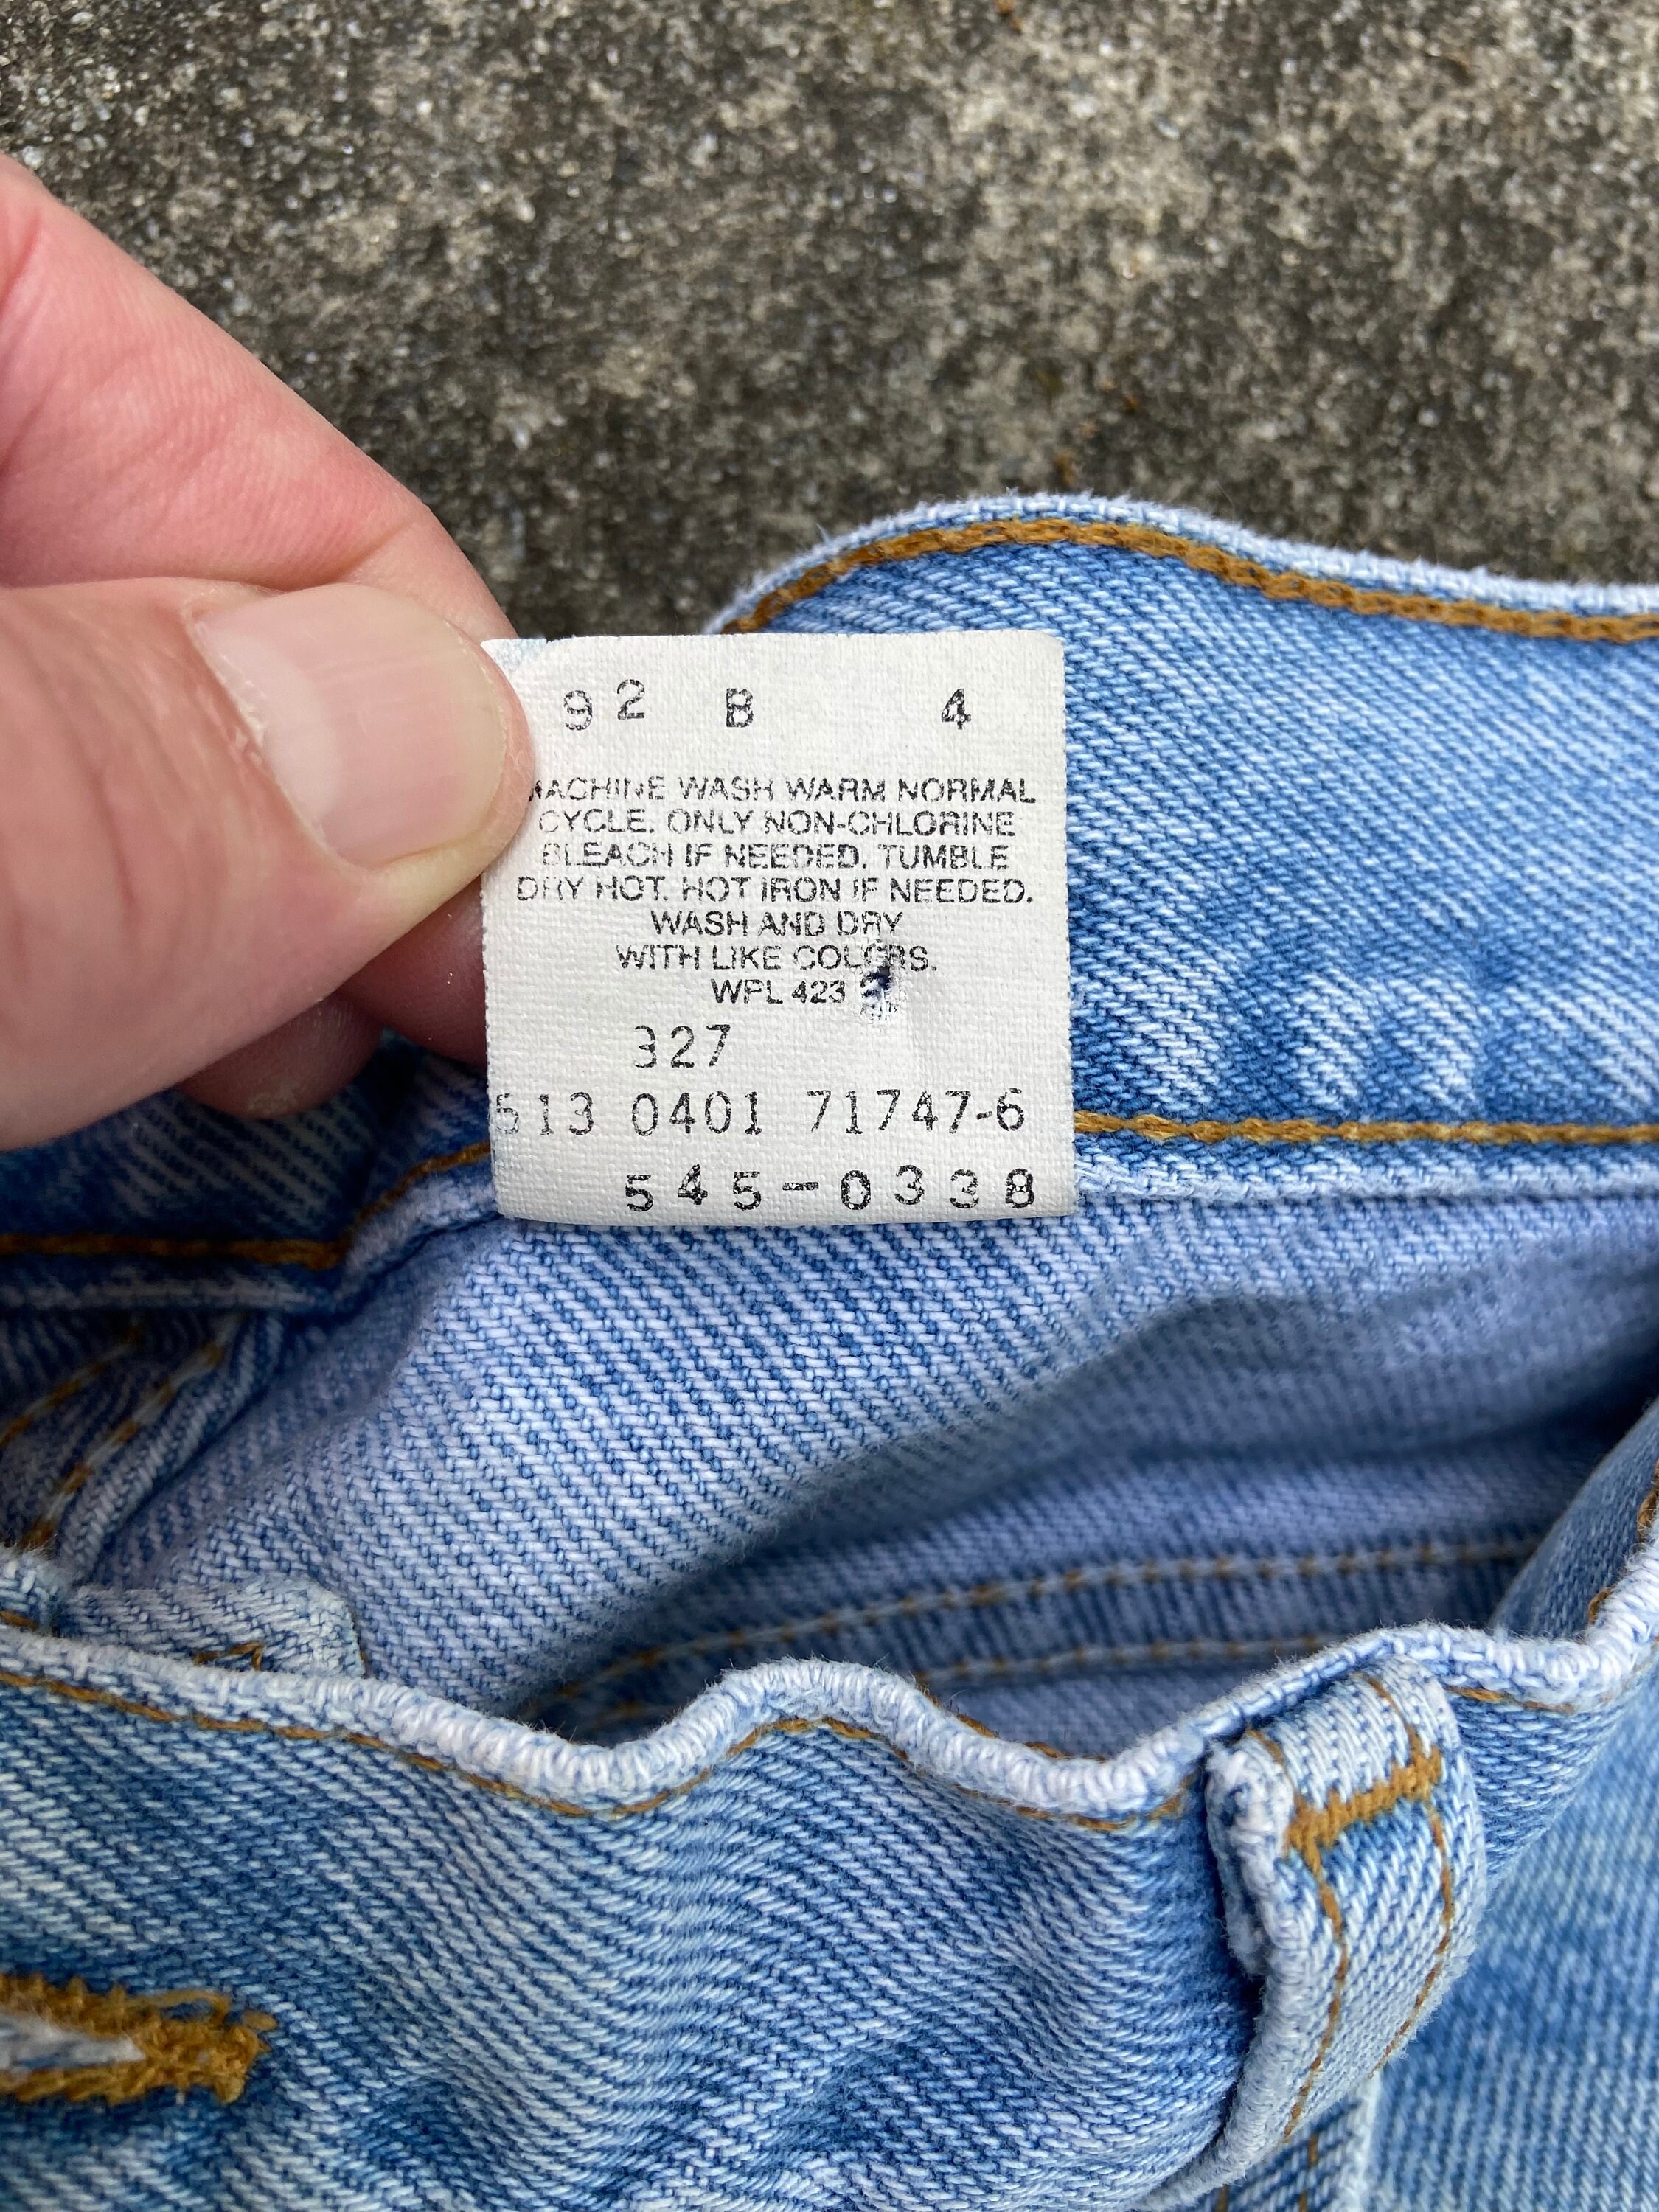 92 B 4
MACHINE WASH WARM NORMAL
CYCLE. ONLY NON-CHLORINE
BLEACH IF NEEDED. TUMBLE
DRY HOT. HOT IRON IF NEEDED.
WASH AND DRY
WITH LIKE COLORS.
WPL 423
327
513 0401 71747-6
545-0338